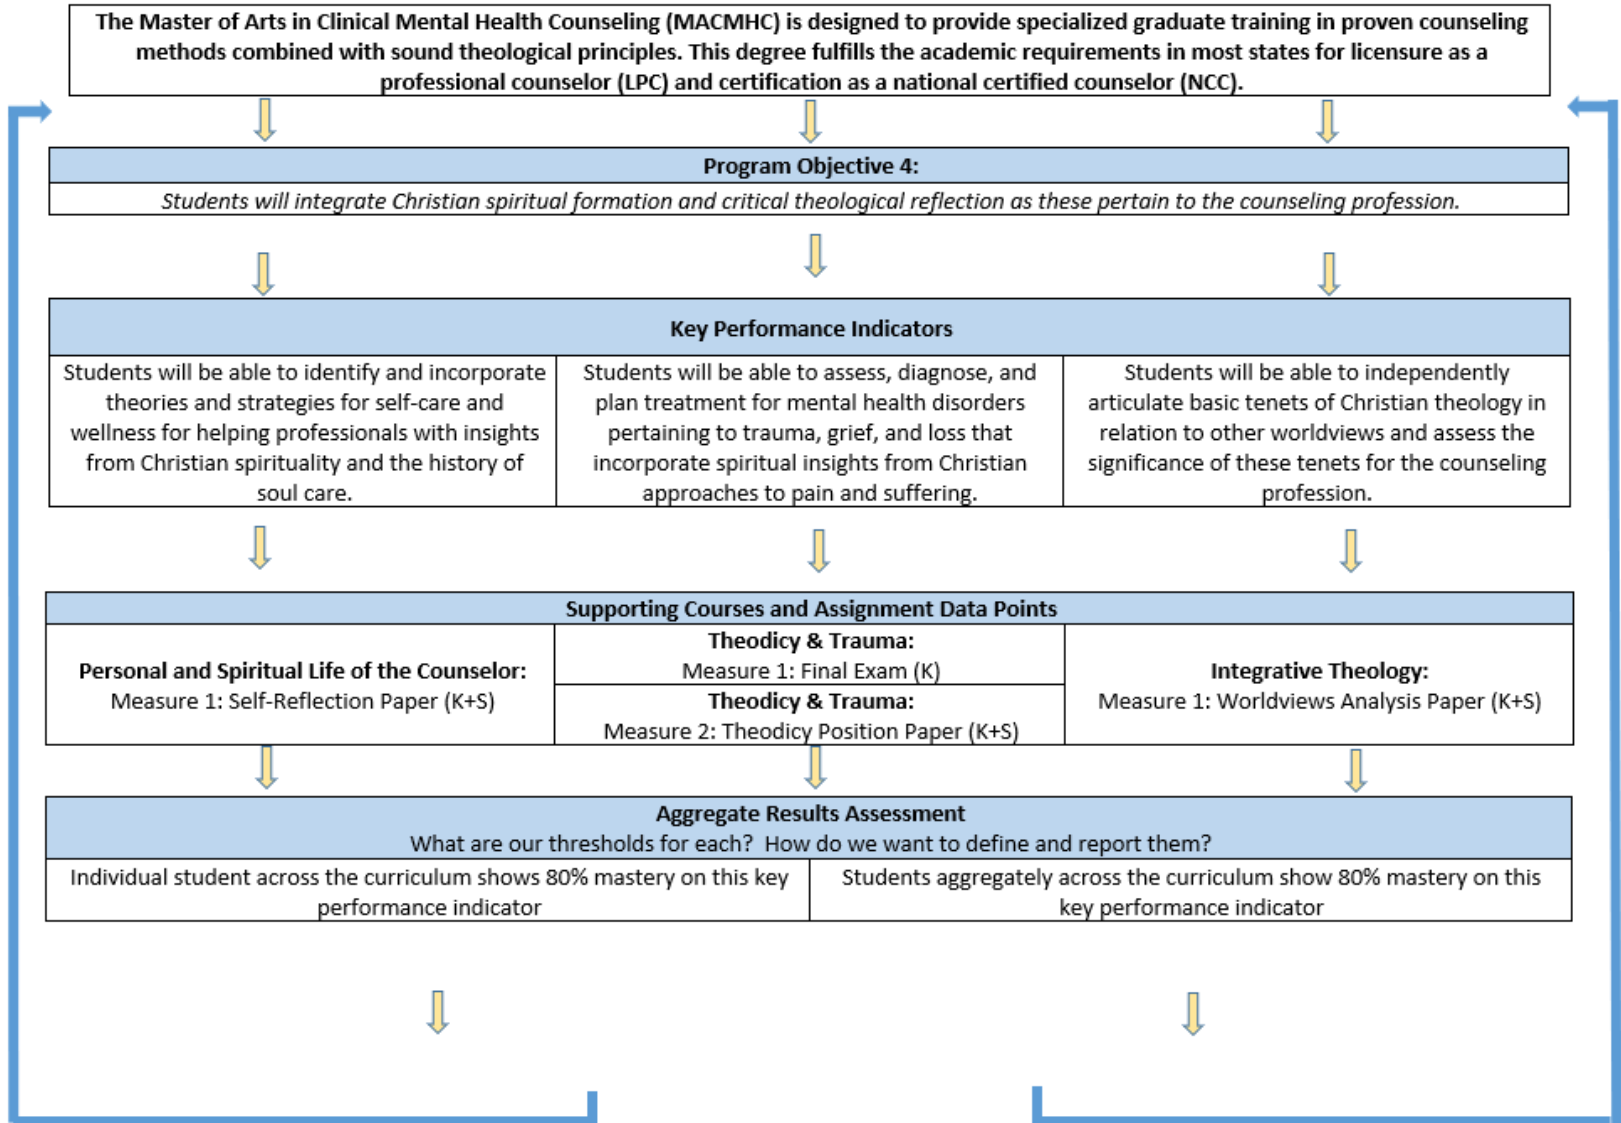 The Master of Arts in Clinical Mental Health Counseling (MACMHC) is designed to provide specialized graduate training in proven counseling
methods combined with sound theological principles. This degree fulfills the academic requirements in most states for licensure as a
professional counselor (LPC) and certification as a national certified counselor (NCC).
Program Objective 4:
Students will integrate Christian spiritual formation and critical theological reflection as these pertain to the counseling profession.
Key Performance Indicators
Students will be able to identify and incorporate
theories and strategies for self-care and
wellness for helping professionals with insights
from Christian spirituality and the history of
soul care.
Students will be able to assess, diagnose, and
plan treatment for mental health disorders
pertaining to trauma, grief, and loss that
incorporate spiritual insights from Christian
approaches to pain and suffering.
Students will be able to independently
articulate basic tenets of Christian theology in
relation to other worldviews and assess the
significance of these tenets for the counseling
profession.
Supporting Courses and Assignment Data Points
Personal and Spiritual Life of the Counselor:
Measure 1: Self-Reflection Paper (K+S)
Theodicy & Trauma:
Measure 1: Final Exam (K)
Theodicy & Trauma:
Measure 2: Theodicy Position Paper (K+S)
Integrative Theology:
Measure 1: Worldviews Analysis Paper (K+S)
Aggregate Results Assessment
What are our thresholds for each?  How do we want to define and report them?
Individual student across the curriculum shows 80% mastery on this key
performance indicator
Students aggregately across the curriculum show 80% mastery on this
key performance indicator